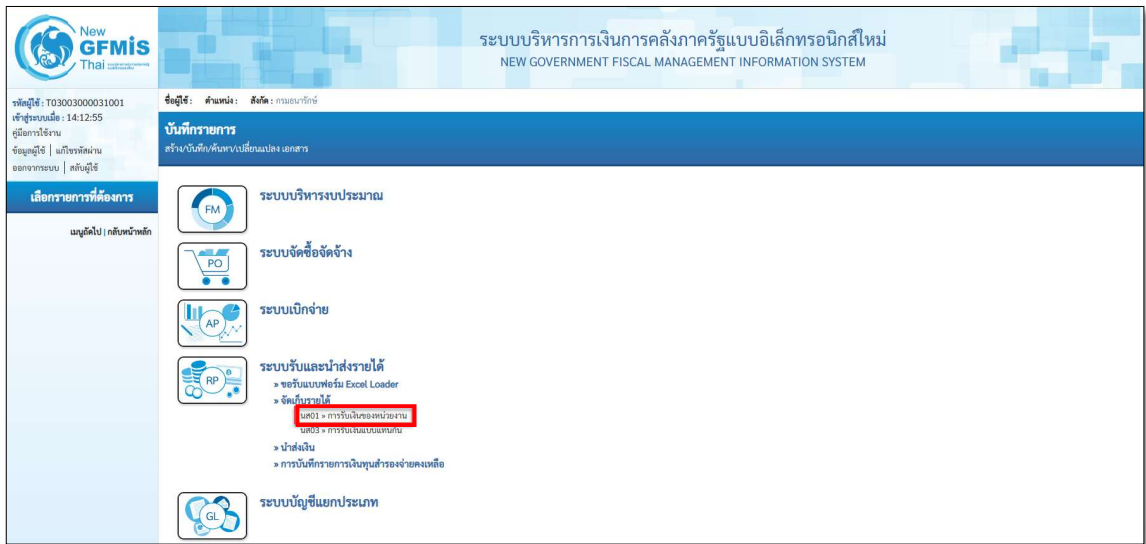 New
GFMIS
Thai
ระบบบริหารการเงินการคลังภาครัฐแบบอิเล็กทรอนิกส์ใหม่
NEW GOVERNMENT FISCAL MANAGEMENT INFORMATION SYSTEM
รหัสผู้ใช้ : T03003000031001
เข้าสู่ระบบเมื่อ : 14:12:55
คู่มือการใช้งาน
ข้อมูลผู้ใช้ | แก้ไขรหัสผ่าน
ออกจากระบบ | สลับผู้ใช้
เลือกรายการที่ต้องการ
เมนูถัดไป | กลับหน้าหลัก
ชื่อผู้ใช้ : ตำแหน่ง : สังกัด : กรมธนารักษ์
บันทึกรายการ
สร้าง/บันทึก/ค้นหา/เปลี่ยนแปลง เอกสาร
FM
ระบบบริหารงบประมาณ
PO
ระบบจัดซื้อจัดจ้าง
AP
ระบบเบิกจ่าย
RP
ระบบรับและนำส่งรายได้
» ขอรับแบบฟอร์ม Excel Loader
» จัดเก็บรายได้
นส01 » การรับเงินของหน่วยงาน
นส03 » การรับเงินแบบแทนกัน
» นำส่งเงิน
» การบันทึกรายการเงินทุนสำรองจ่ายคงเหลือ
GL
ระบบบัญชีแยกประเภท